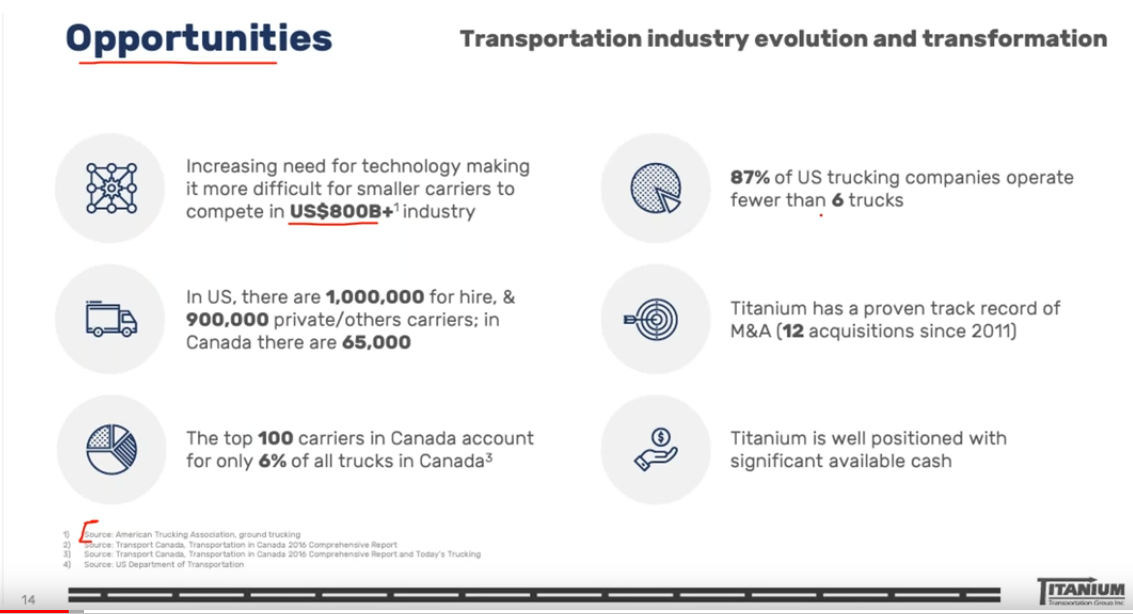 Opportunities
Transportation industry evolution and transformation
Increasing need for technology making
it more difficult for smaller carriers to
compete in US$800B+¹ industry
87% of US trucking companies operate
fewer than 6 trucks
In US, there are 1,000,000 for hire, &
900,000 private/others carriers; in
Canada there are 65,000
Titanium has a proven track record of
M&A (12 acquisitions since 2011)
The top 100 carriers in Canada account
for only 6% of all trucks in Canada³
Titanium is well positioned with
significant available cash
1) Source: American Trucking Association, ground trucking
2) Source: Transport Canada, Transportation in Canada 2016 Comprehensive Report
3) Source: Transport Canada, Transportation in Canada 2016 Comprehensive Report and Today's Trucking
4) Source: US Department of Transportation
14
TITANIUM
Transportation Group Inc.